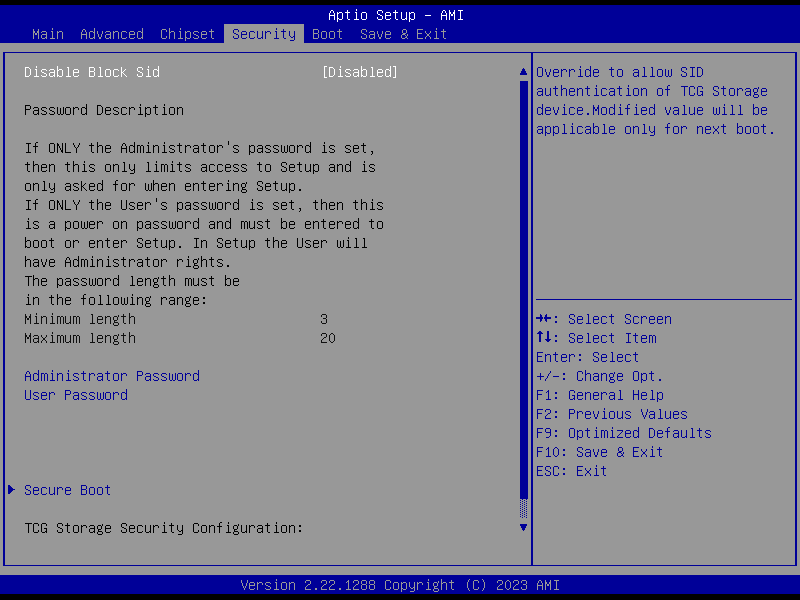 Aptio Setup - AMI
Main Advanced Chipset Security Boot Save & Exit
Disable Block Sid [Disabled]
Password Description
If ONLY the Administrator's password is set,
then this only limits access to Setup and is
only asked for when entering Setup.
If ONLY the User's password is set, then this
is a power on password and must be entered to
boot or enter Setup. In Setup the User will
have Administrator rights.
The password length must be
in the following range:
Minimum length 3
Maximum length 20
Administrator Password
User Password
Secure Boot
TCG Storage Security Configuration:
Override to allow SID
authentication of TCG Storage
device.Modified value will be
applicable only for next boot.
→←: Select Screen
↑↓: Select Item
Enter: Select
+/-: Change Opt.
F1: General Help
F2: Previous Values
F9: Optimized Defaults
F10: Save & Exit
ESC: Exit
Version 2.22.1288 Copyright (C) 2023 AMI